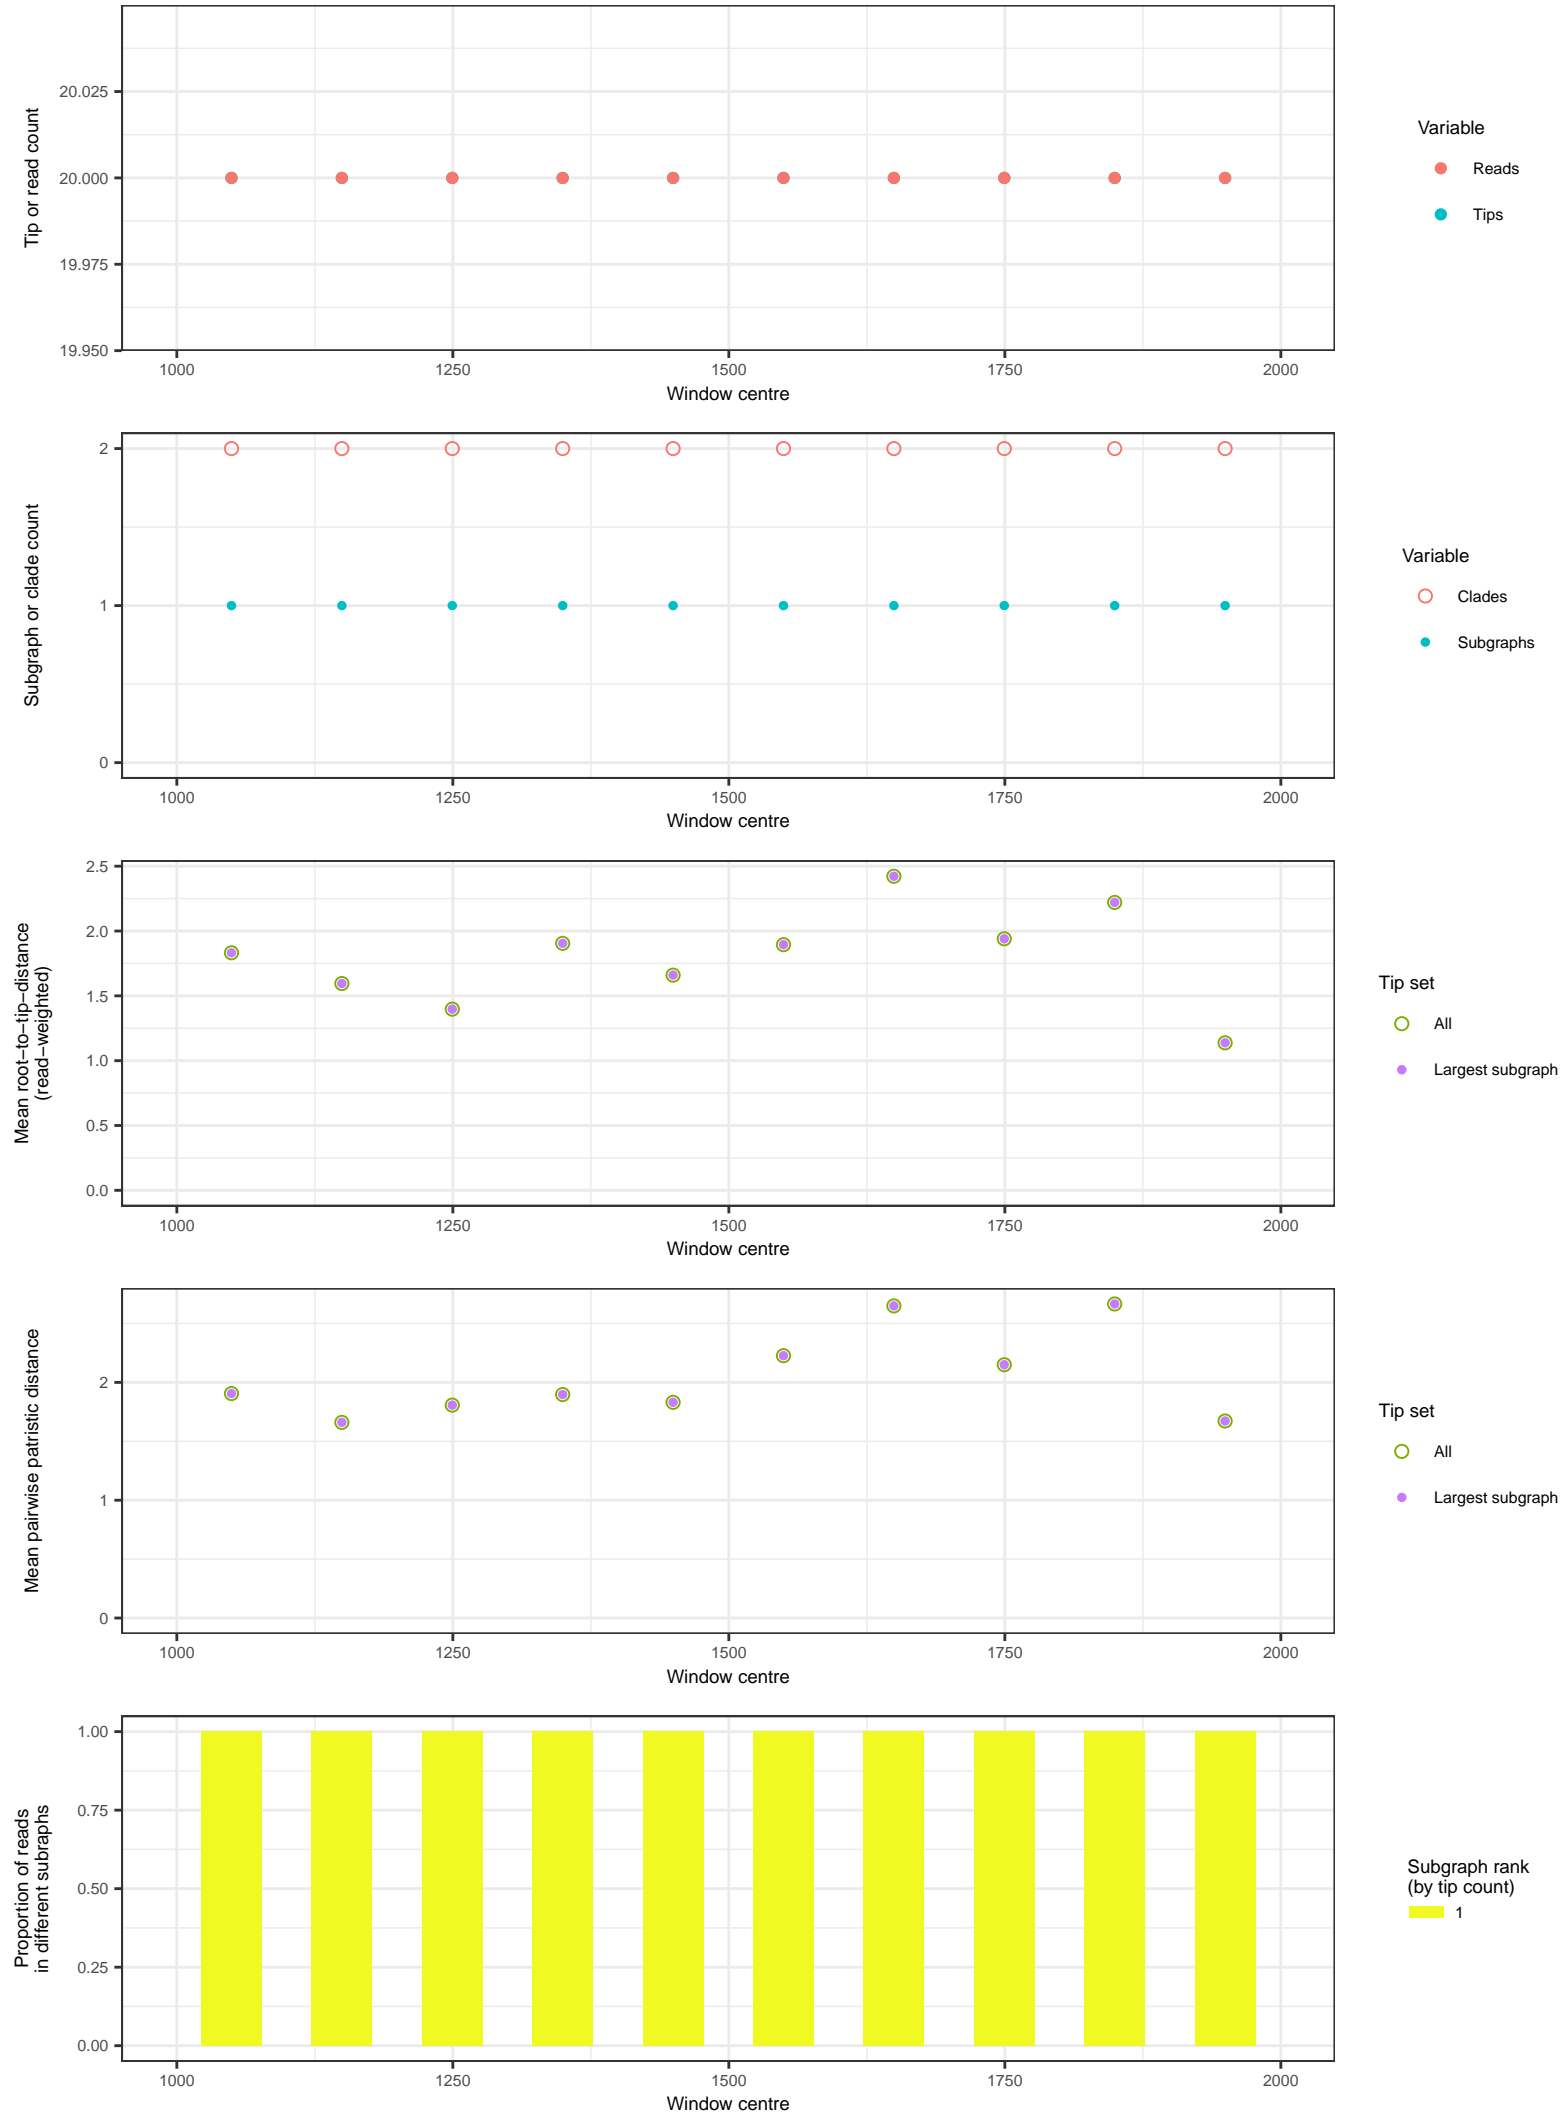 Tip or read count
20.025
20.000
19.975
19.950
1000
1250
1500
1750
2000
Window centre
Variable
Reads
Tips
Subgraph or clade count
2
1
0
1000
1250
1500
1750
2000
Window centre
Variable
Clades
Subgraphs
Mean root−to−tip−distance
(read−weighted)
2.5
2.0
1.5
1.0
0.5
0.0
1000
1250
1500
1750
2000
Window centre
Tip set
All
Largest subgraph
Mean pairwise patristic distance
2
1
0
1000
1250
1500
1750
2000
Window centre
Tip set
All
Largest subgraph
Proportion of reads
in different subraphs
1.00
0.75
0.50
0.25
0.00
1000
1250
1500
1750
2000
Window centre
Subgraph rank
(by tip count)
1